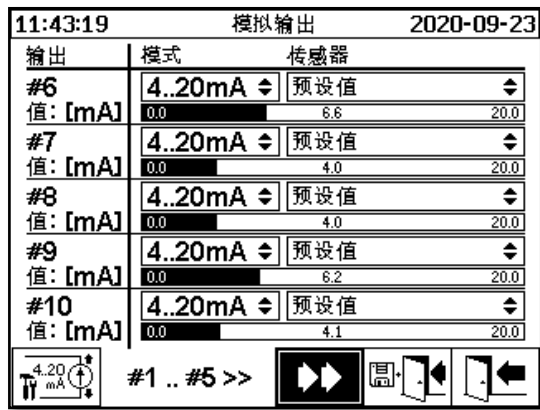 11:43:19 模拟输出 2020-09-23
输出 模式 传感器
#6 4..20mA 预设值
值: [mA] 0.0 6.6 20.0
#7 4..20mA 预设值
值: [mA] 0.0 4.0 20.0
#8 4..20mA 预设值
值: [mA] 0.0 4.0 20.0
#9 4..20mA 预设值
值: [mA] 0.0 6.2 20.0
#10 4..20mA 预设值
值: [mA] 0.0 4.1 20.0
4.20 mA #1 .. #5 >>